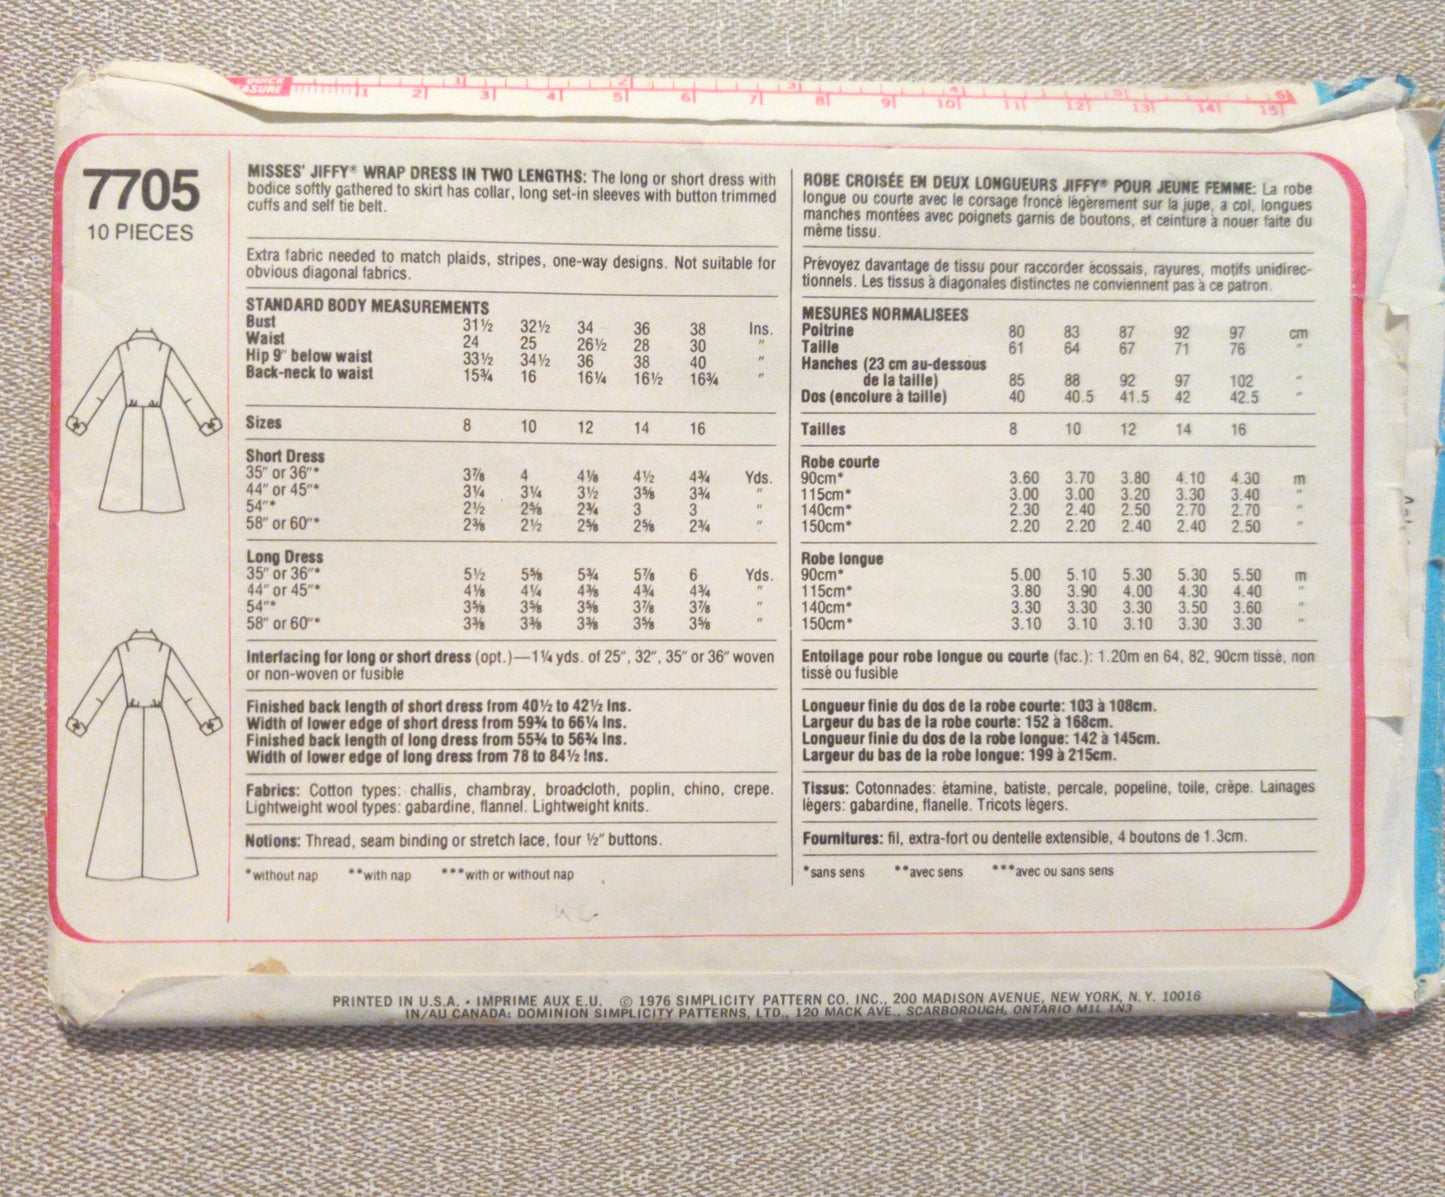 QUICK
MEASURE
1 2 3 4 5
1 2 3 4 5 6 7 8 9 10 11 12 13 14 15
7705
10 PIECES
MISSES' JIFFY® WRAP DRESS IN TWO LENGTHS: The long or short dress with
bodice softly gathered to skirt has collar, long set-in sleeves with button trimmed
cuffs and self tie belt.
Extra fabric needed to match plaids, stripes, one-way designs. Not suitable for
obvious diagonal fabrics.
STANDARD BODY MEASUREMENTS
Bust 31½ 32½ 34 36 38 Ins.
Waist 24 25 26½ 28 30 "
Hip 9" below waist 33½ 34½ 36 38 40 "
Back-neck to waist 15¾ 16 16¼ 16½ 16¾ "
Sizes 8 10 12 14 16
Short Dress
35" or 36"* 3⅞ 4 4⅛ 4½ 4¾ Yds.
44" or 45"* 3¼ 3¼ 3½ 3⅝ 3¾ "
54"* 2½ 2⅝ 2¾ 3 3 "
58" or 60"* 2⅜ 2½ 2⅝ 2⅝ 2¾ "
Long Dress
35" or 36"* 5½ 5⅝ 5¾ 5⅞ 6 Yds.
44" or 45"* 4⅛ 4¼ 4⅜ 4¾ 4¾ "
54"* 3⅝ 3⅝ 3⅝ 3⅞ 3⅞ "
58" or 60"* 3⅜ 3⅜ 3⅜ 3⅝ 3⅝ "
Interfacing for long or short dress (opt.)—1¼ yds. of 25", 32", 35" or 36" woven
or non-woven or fusible
Finished back length of short dress from 40½ to 42½ Ins.
Width of lower edge of short dress from 59¾ to 66¼ Ins.
Finished back length of long dress from 55¾ to 56¾ Ins.
Width of lower edge of long dress from 78 to 84½ Ins.
Fabrics: Cotton types: challis, chambray, broadcloth, poplin, chino, crepe.
Lightweight wool types: gabardine, flannel. Lightweight knits.
Notions: Thread, seam binding or stretch lace, four ½" buttons.
*without nap **with nap ***with or without nap
ROBE CROISÉE EN DEUX LONGUEURS JIFFY® POUR JEUNE FEMME: La robe
longue ou courte avec le corsage froncé légèrement sur la jupe, a col, longues
manches montées avec poignets garnis de boutons, et ceinture à nouer faite du
même tissu.
Prévoyez davantage de tissu pour raccorder écossais, rayures, motifs unidirec-
tionnels. Les tissus à diagonales distinctes ne conviennent pas à ce patron.
MESURES NORMALISEES
Poitrine 80 83 87 92 97 cm
Taille 61 64 67 71 76 "
Hanches (23 cm au-dessous
de la taille) 85 88 92 97 102 "
Dos (encolure à taille) 40 40.5 41.5 42 42.5 "
Tailles 8 10 12 14 16
Robe courte
90cm* 3.60 3.70 3.80 4.10 4.30 m
115cm* 3.00 3.00 3.20 3.30 3.40 "
140cm* 2.30 2.40 2.50 2.70 2.70 "
150cm* 2.20 2.20 2.40 2.40 2.50 "
Robe longue
90cm* 5.00 5.10 5.30 5.30 5.50 m
115cm* 3.80 3.90 4.00 4.30 4.40 "
140cm* 3.30 3.30 3.30 3.50 3.60 "
150cm* 3.10 3.10 3.10 3.30 3.30 "
Entoilage pour robe longue ou courte (fac.): 1.20m en 64, 82, 90cm tissé, non
tissé ou fusible
Longueur finie du dos de la robe courte: 103 à 108cm.
Largeur du bas de la robe courte: 152 à 168cm.
Longueur finie du dos de la robe longue: 142 à 145cm.
Largeur du bas de la robe longue: 199 à 215cm.
Tissus: Cotonnades: étamine, batiste, percale, popeline, toile, crêpe. Lainages
légers: gabardine, flanelle. Tricots légers.
Fournitures: fil, extra-fort ou dentelle extensible, 4 boutons de 1.3cm.
*sans sens **avec sens ***avec ou sans sens
PRINTED IN U.S.A. • IMPRIME AUX E.U. © 1976 SIMPLICITY PATTERN CO. INC., 200 MADISON AVENUE, NEW YORK, N. Y. 10016
IN/AU CANADA: DOMINION SIMPLICITY PATTERNS, LTD., 120 MACK AVE., SCARBOROUGH, ONTARIO M1L 1N3